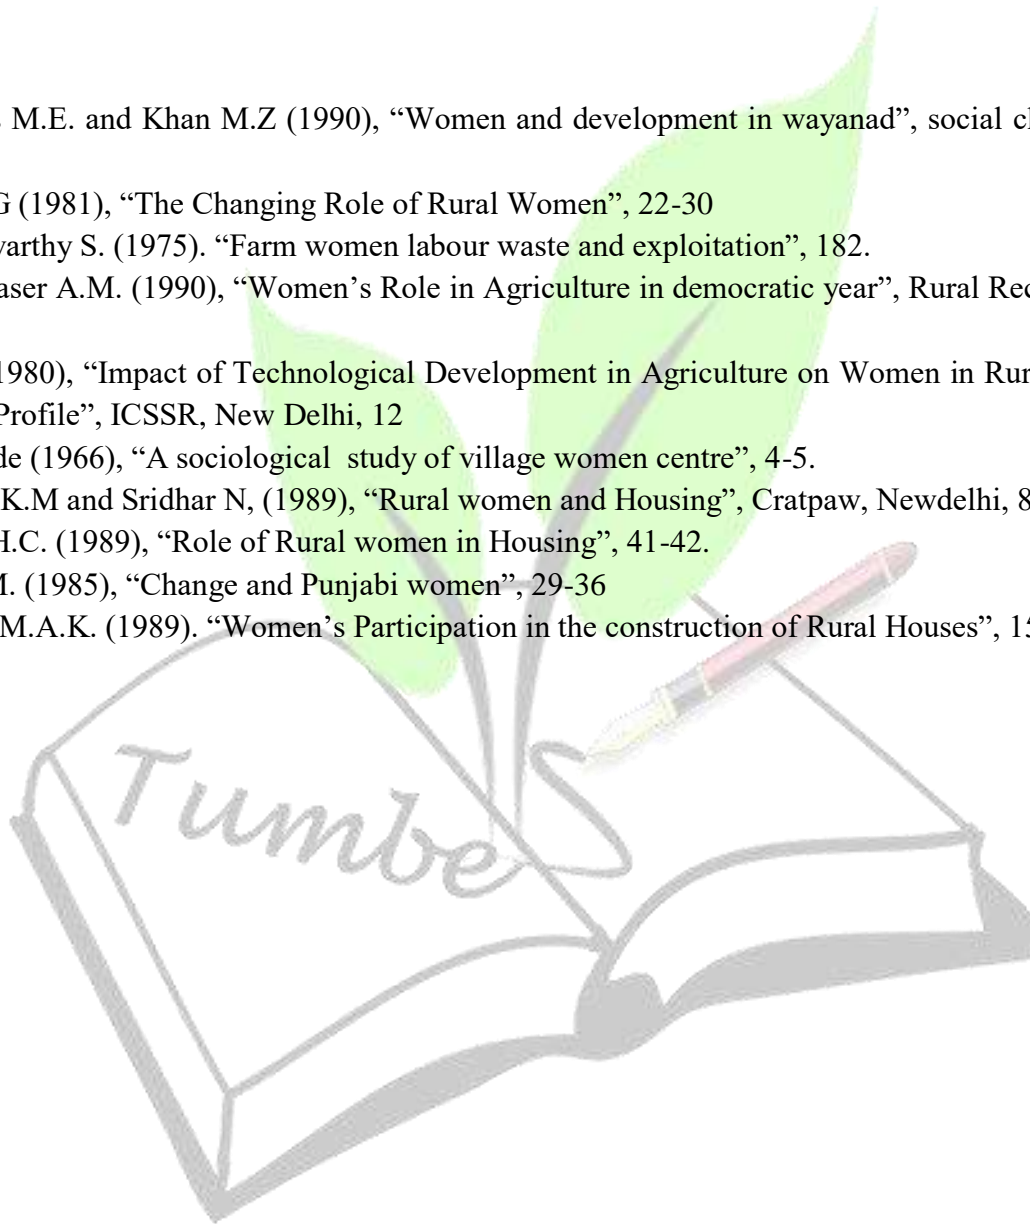 M.E. and Khan M.Z (1990), “Women and development in wayanad”, social
G (1981), “The Changing Role of Rural Women”, 22-30
varthy S. (1975). “Farm women labour waste and exploitation”, 182.
aser A.M. (1990), “Women’s Role in Agriculture in democratic year”, Rural Rec
1980), “Impact of Technological Development in Agriculture on Women in Rur
Profile”, ICSSR, New Delhi, 12
de (1966), “A sociological study of village women centre”, 4-5.
K.M and Sridhar N, (1989), “Rural women and Housing”, Cratpaw, Newdelhi, 8
H.C. (1989), “Role of Rural women in Housing”, 41-42.
M. (1985), “Change and Punjabi women”, 29-36
M.A.K. (1989). “Women’s Participation in the construction of Rural Houses”, 15
Tumbe